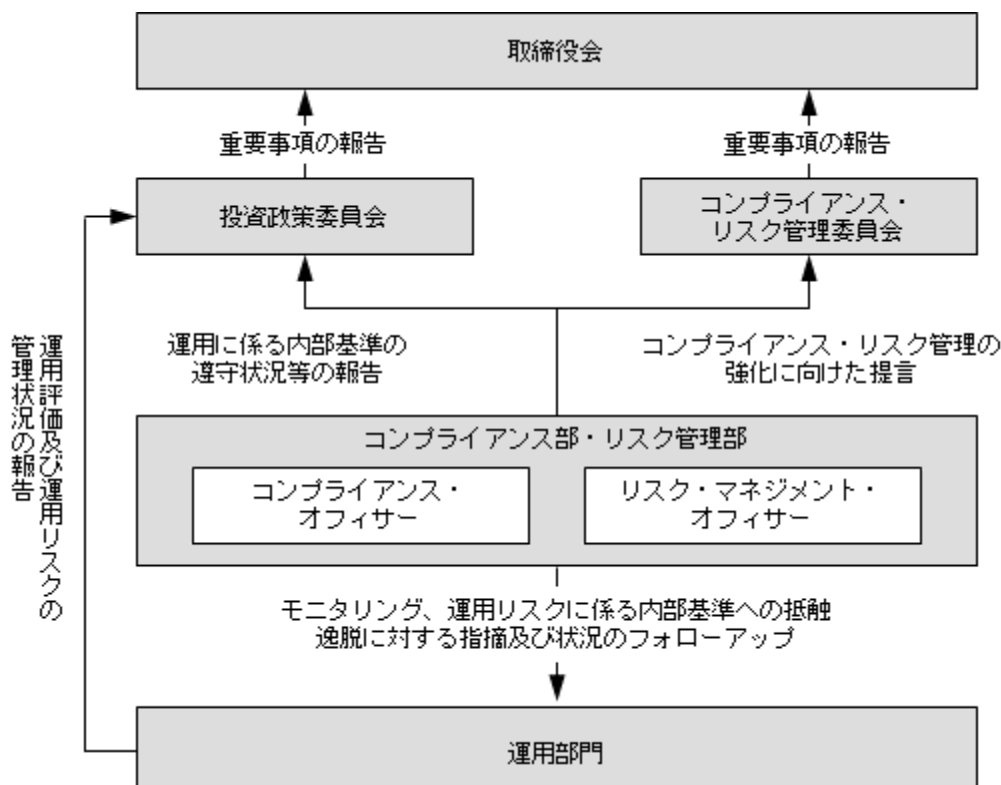 取締役会
重要事項の報告
重要事項の報告
投資政策委員会
コンプライアンス・
リスク管理委員会
運用に係る内部基準の
遵守状況等の報告
コンプライアンス・リスク管理の
強化に向けた提言
運用評価及び運用リスクの
管理状況の報告
コンプライアンス部・リスク管理部
コンプライアンス・
オフィサー
リスク・マネジメント・
オフィサー
モニタリング、運用リスクに係る内部基準への抵触
逸脱に対する指摘及び状況のフォローアップ
運用部門